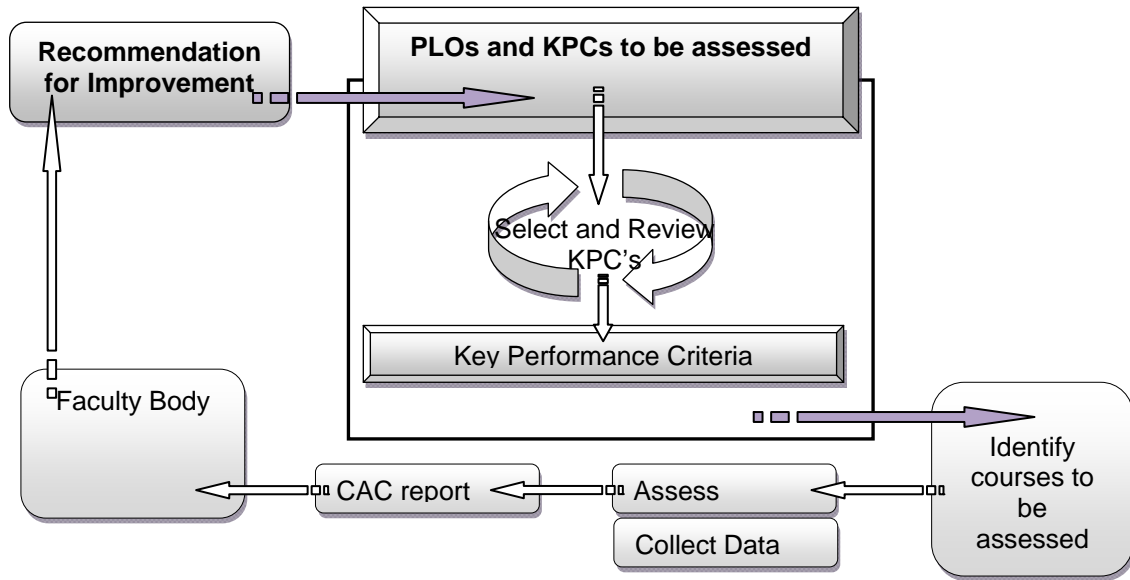 Recommendation
for Improvement
PLOs and KPCs to be assessed
Select and Review
KPC's
Key Performance Criteria
Faculty Body
CAC report
Assess
Collect Data
Identify
courses to
be
assessed